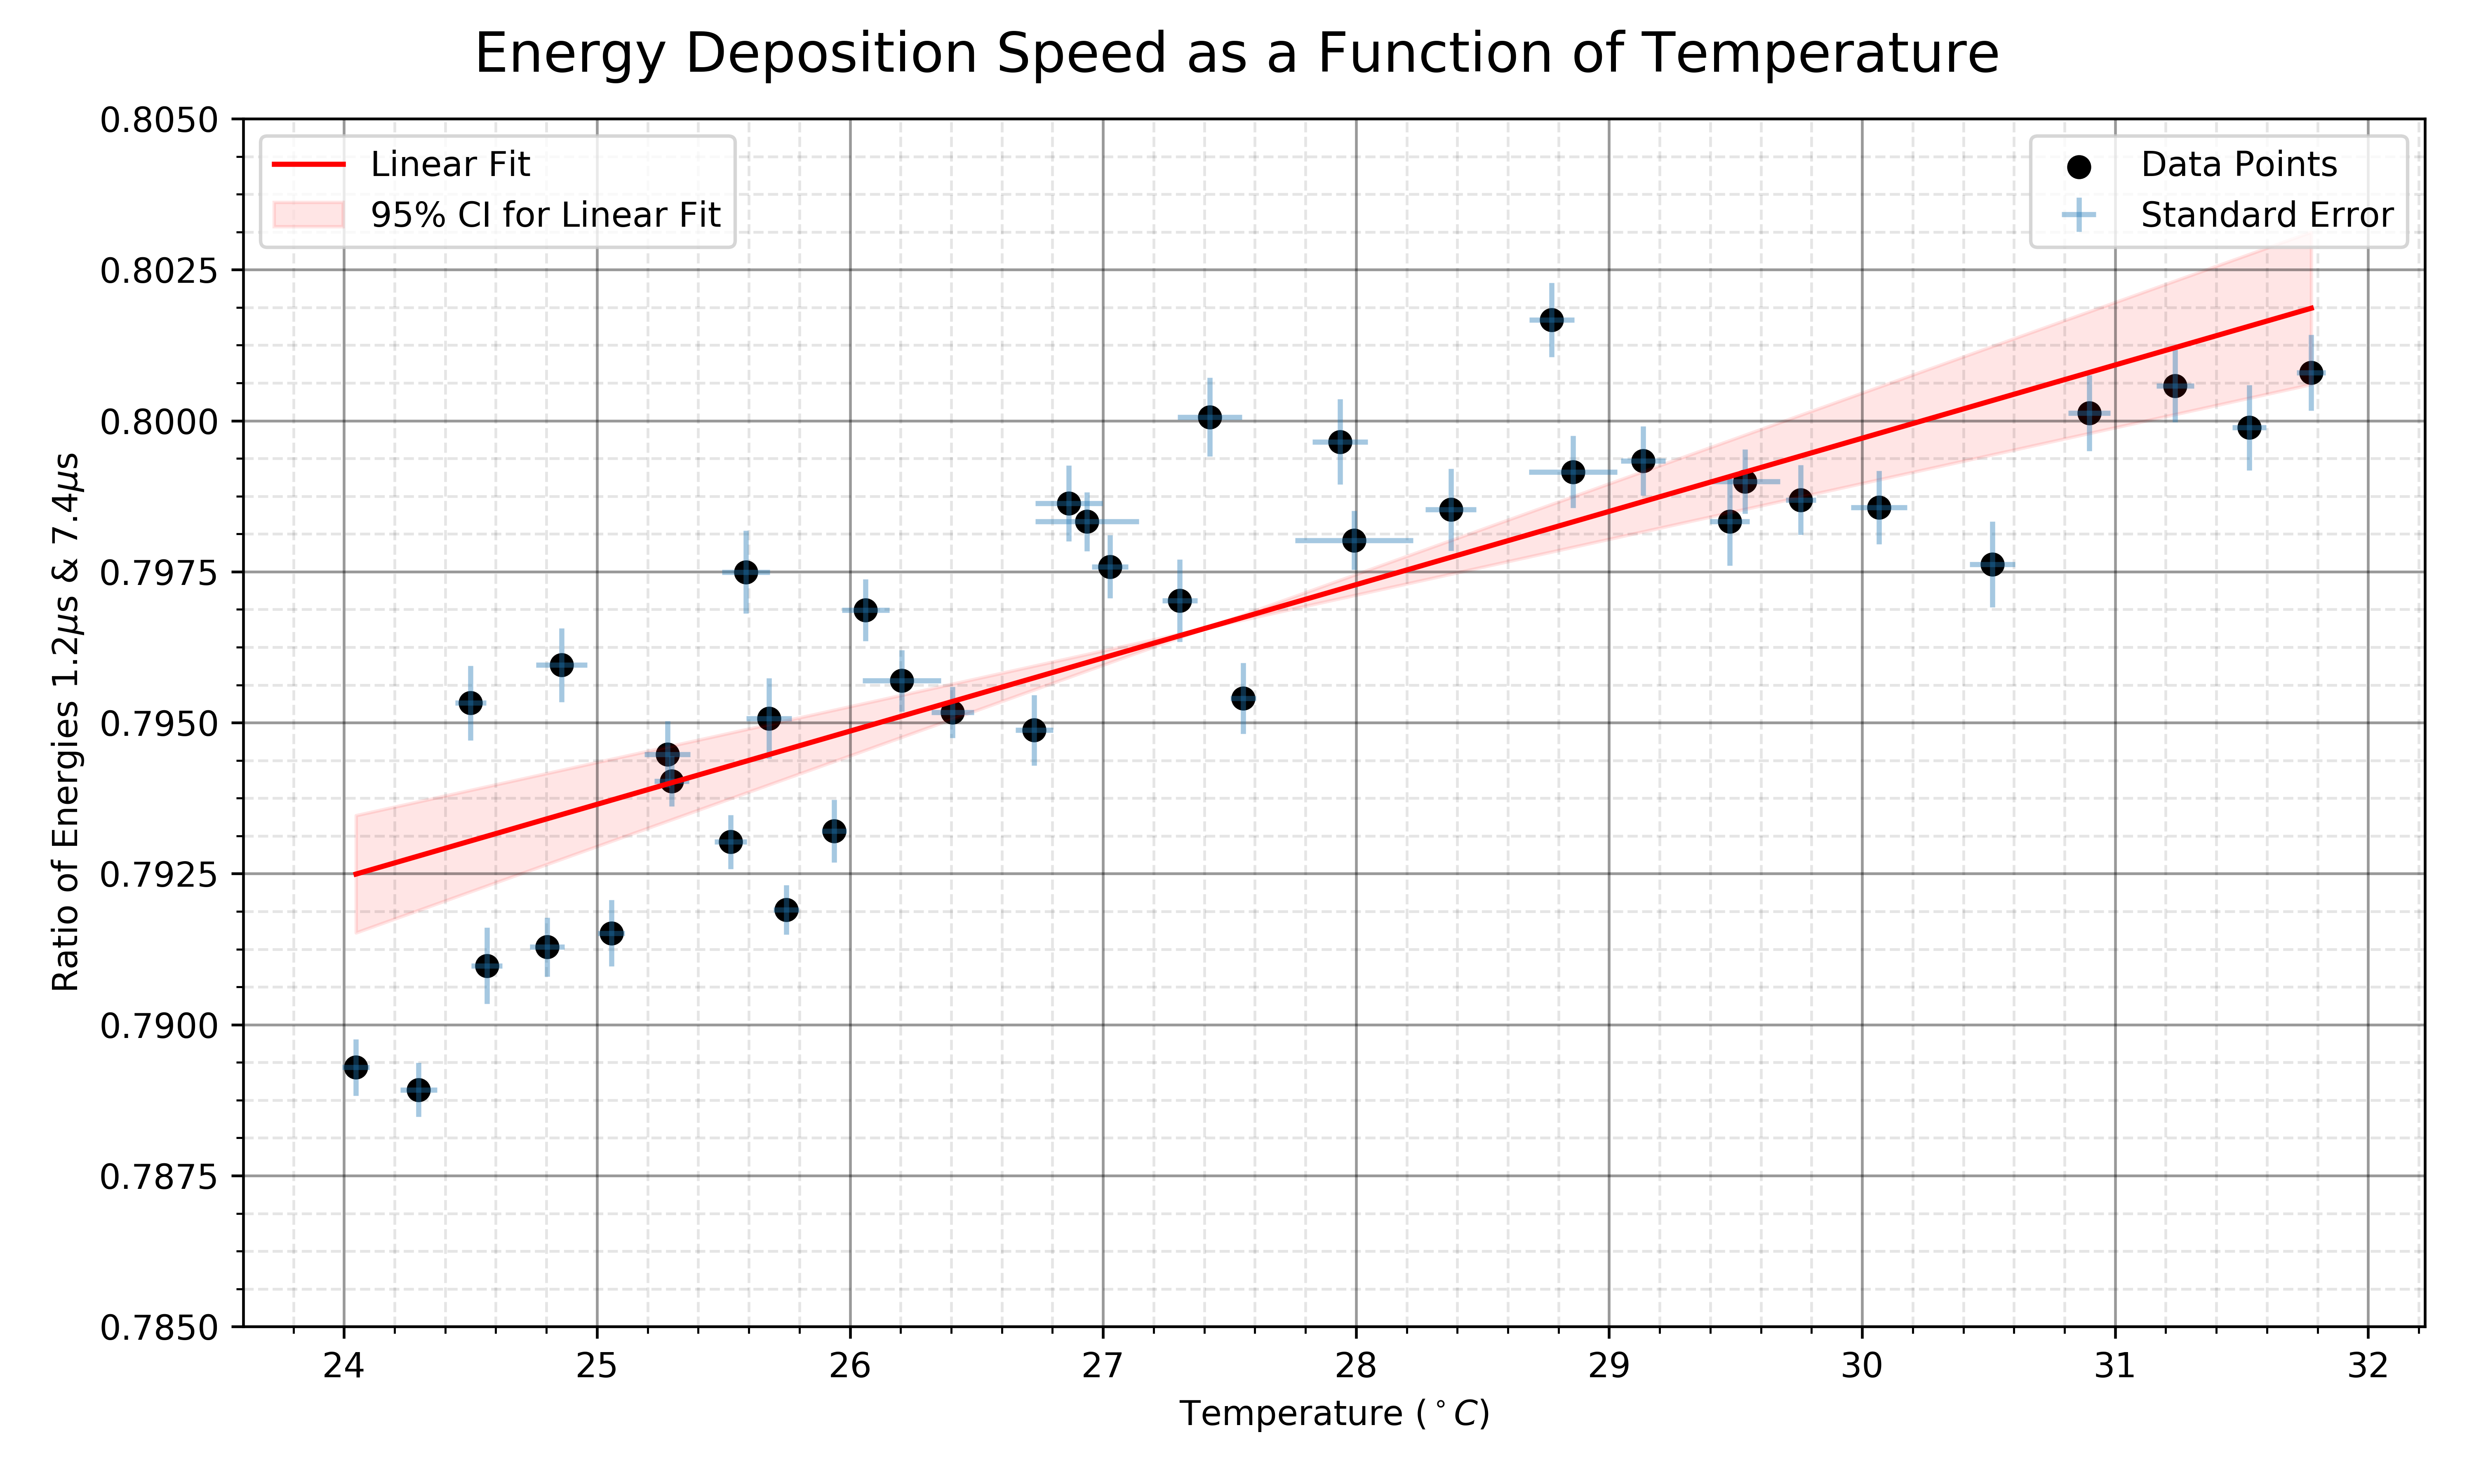 Energy Deposition Speed as a Function of Temperature
Linear Fit
95% CI for Linear Fit
Data Points
Standard Error
Ratio of Energies 1.2μs & 7.4μs
0.8050
0.8025
0.8000
0.7975
0.7950
0.7925
0.7900
0.7875
0.7850
24 25 26 27 28 29 30 31 32
Temperature (°C)